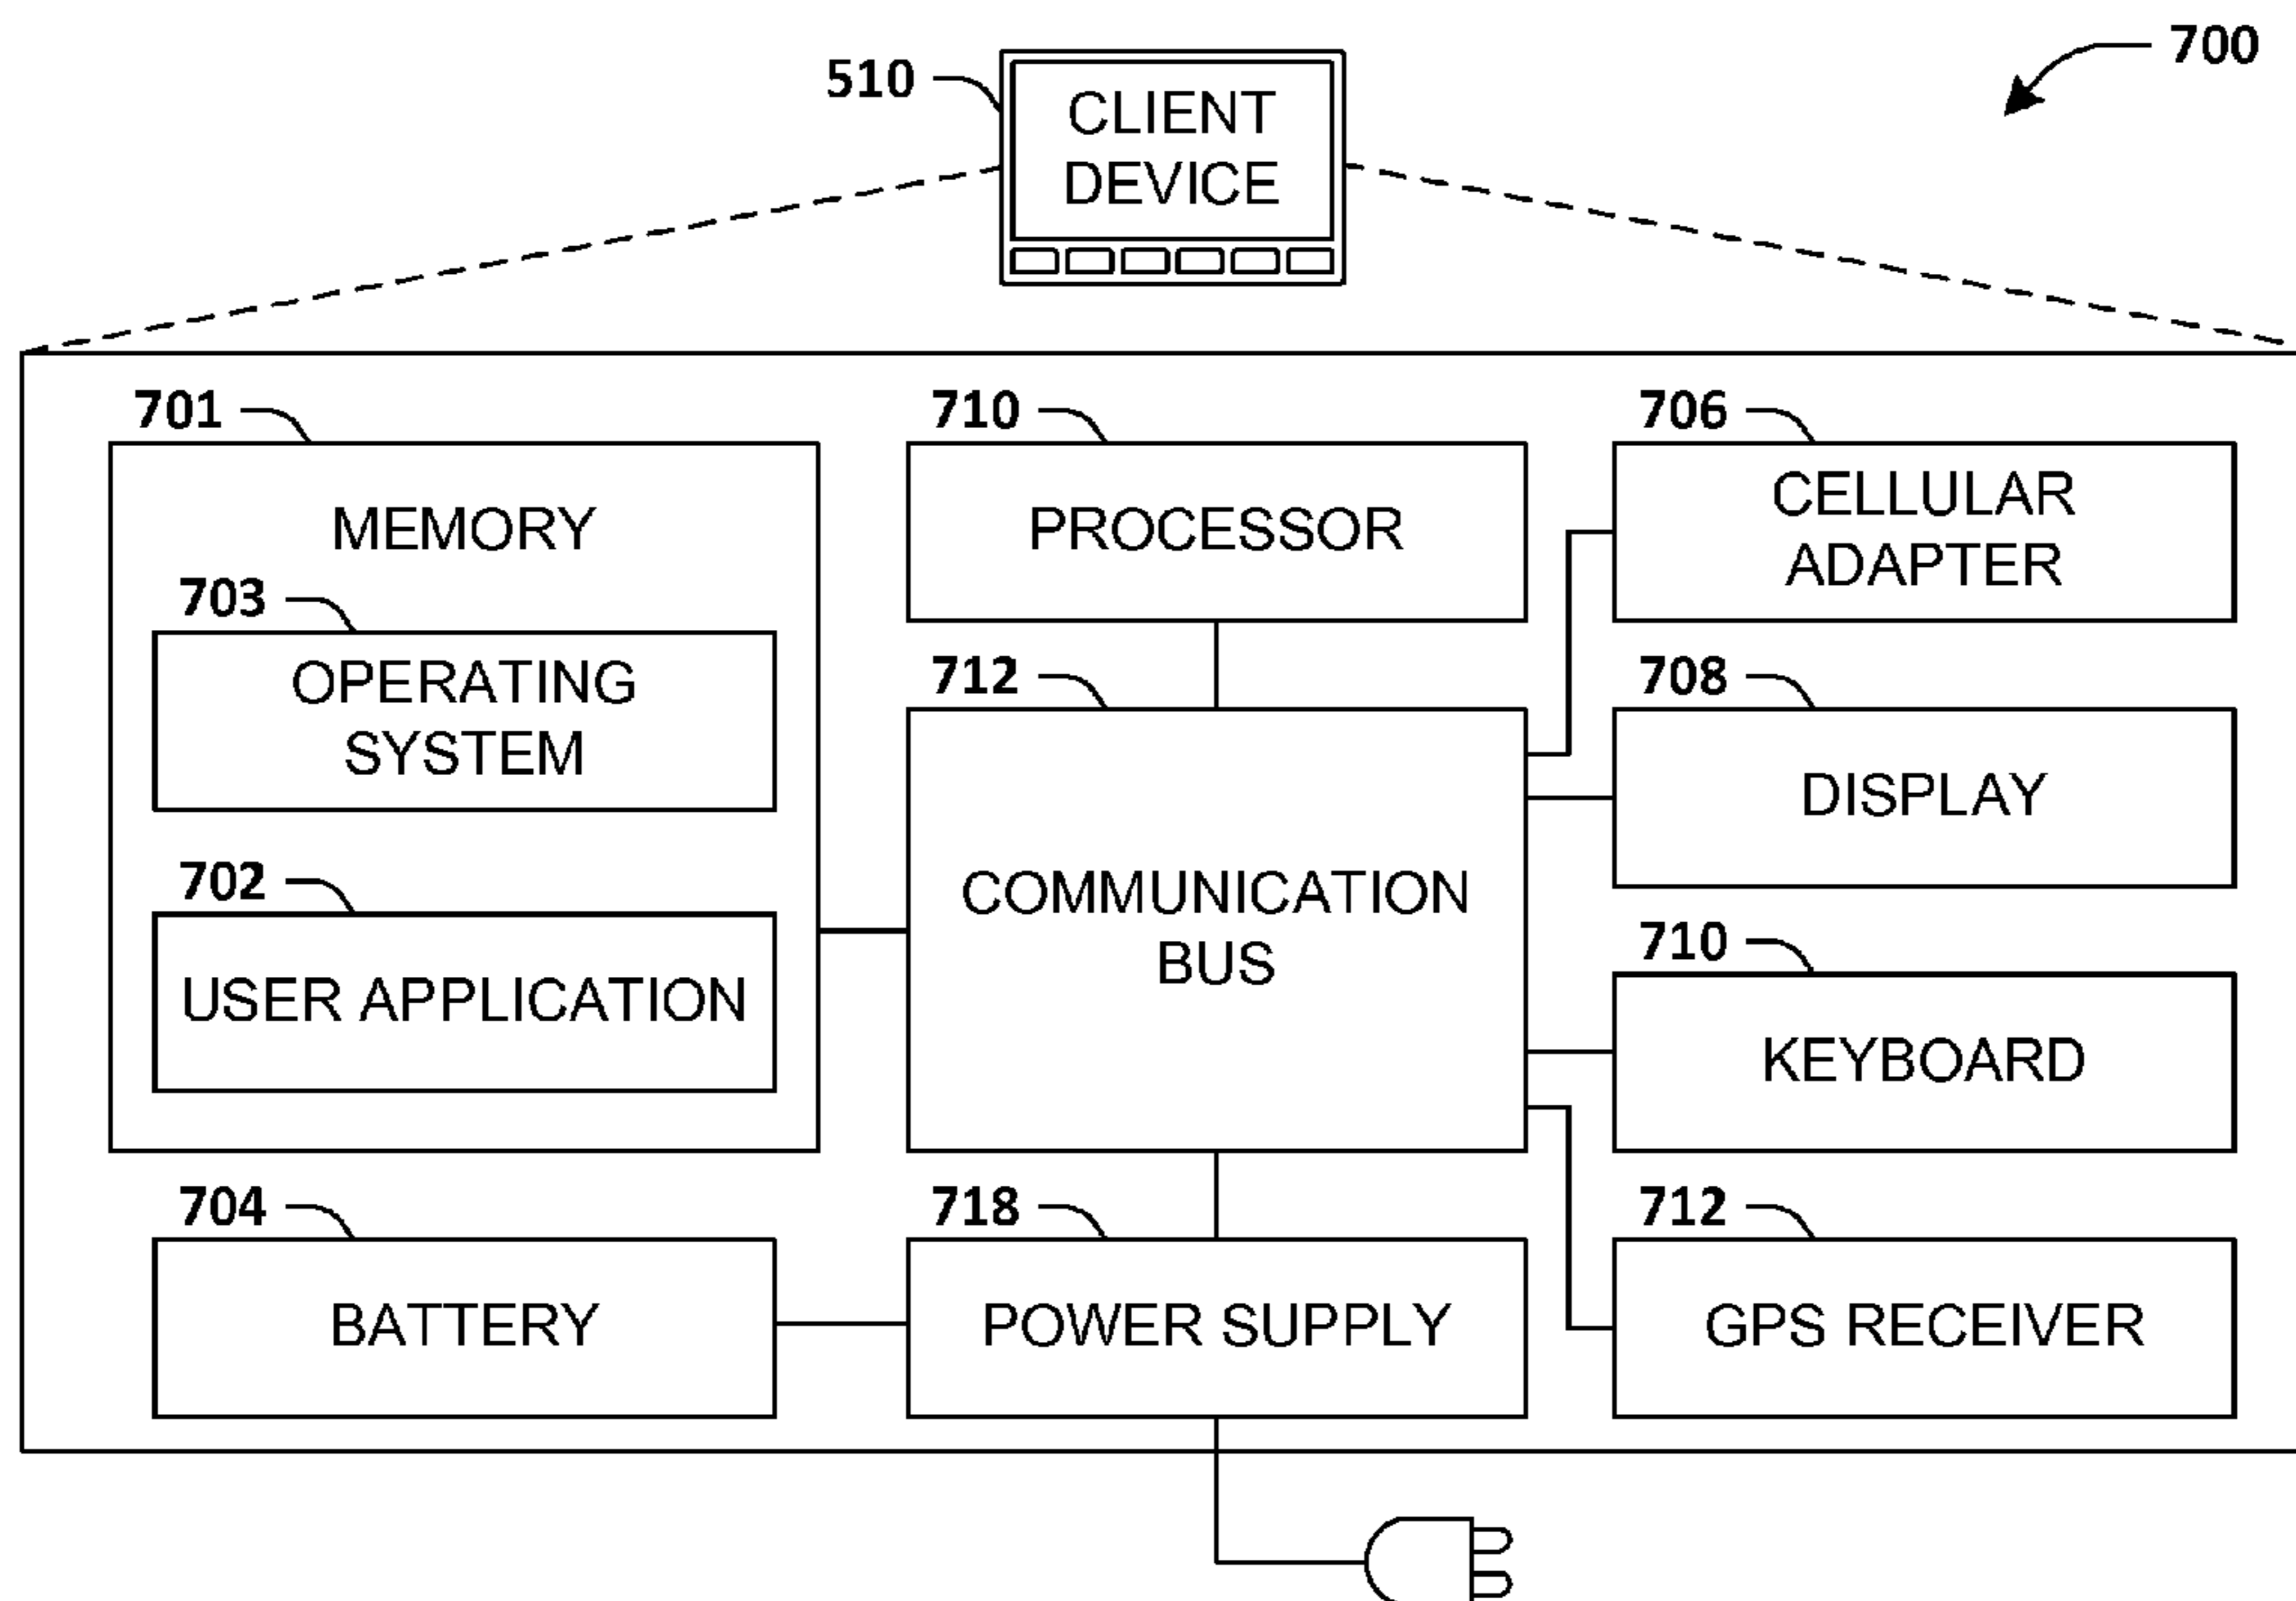 700
510
CLIENT
DEVICE
701
710
706
MEMORY
PROCESSOR
CELLULAR
ADAPTER
703
OPERATING
SYSTEM
712
708
COMMUNICATION
BUS
DISPLAY
702
USER APPLICATION
710
KEYBOARD
704
718
712
BATTERY
POWER SUPPLY
GPS RECEIVER